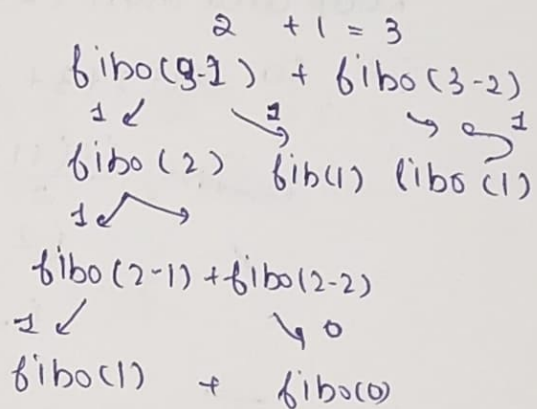 2 + 1 = 3
fibo(3-1) + fibo(3-2)
1 1 1
fibo(2) fib(1) fibo(1)
1
fibo(2-1) + fibo(2-2)
1 0
fibo(1) + fibo(0)